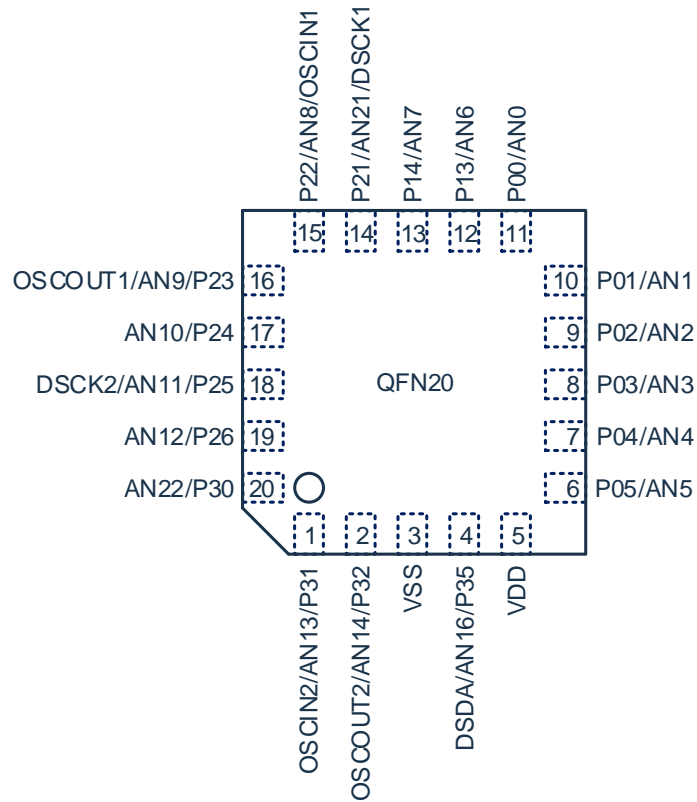 P22/AN8/OSCIN1
P21/AN21/DSCK1
P14/AN7
P13/AN6
P00/AN0
15
14
13
12
11
OSCOUT1/AN9/P23
16
10
P01/AN1
AN10/P24
17
9
P02/AN2
DSCK2/AN11/P25
18
QFN20
8
P03/AN3
AN12/P26
19
7
P04/AN4
AN22/P30
20
6
P05/AN5
1
2
3
4
5
OSCIN2/AN13/P31
OSCOUT2/AN14/P32
VSS
DSDA/AN16/P35
VDD